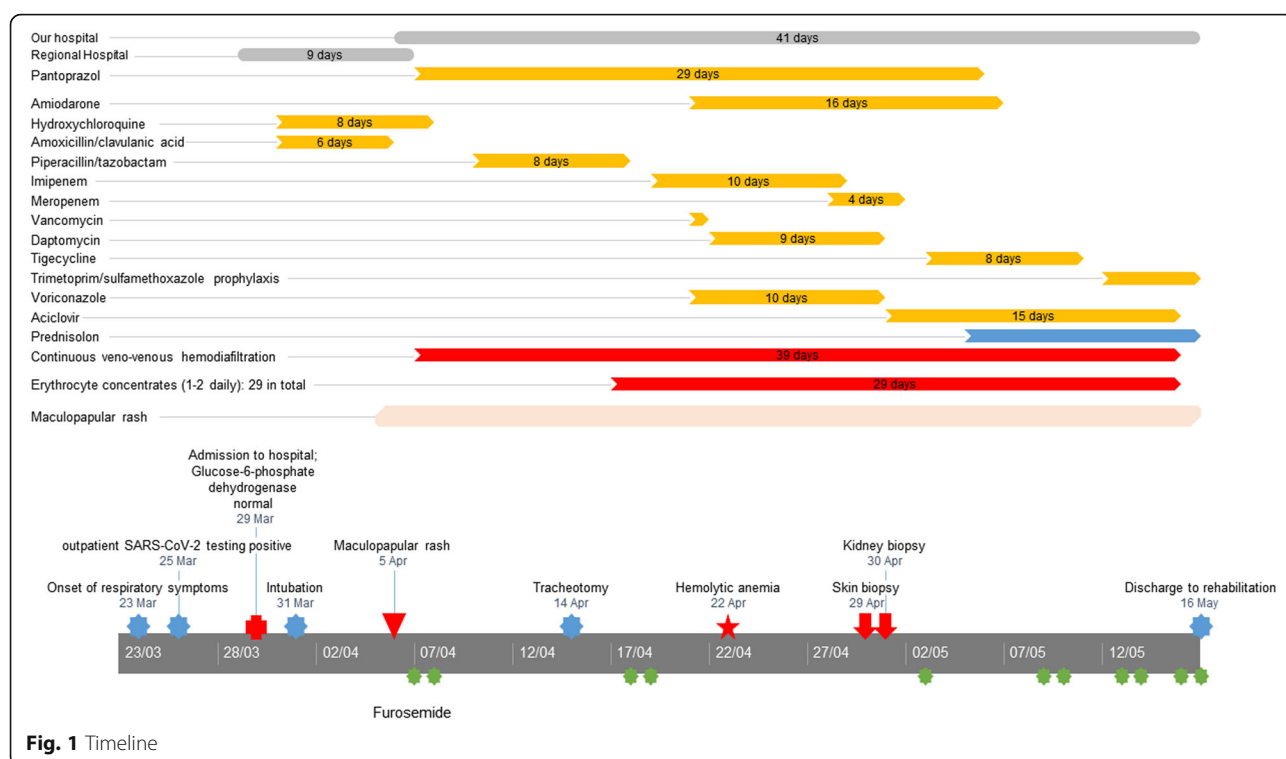 Our hospital
41 days
Regional Hospital
9 days
Pantoprazol
29 days
Amiodarone
16 days
Hydroxychloroquine
8 days
Amoxicillin/clavulanic acid
6 days
Piperacillin/tazobactam
8 days
Imipenem
10 days
Meropenem
4 days
Vancomycin
Daptomycin
9 days
Tigecycline
8 days
Trimetoprim/sulfamethoxazole prophylaxis
Voriconazole
10 days
Aciclovir
15 days
Prednisolon
Continuous veno-venous hemodiafiltration
39 days
Erythrocyte concentrates (1-2 daily): 29 in total
29 days
Maculopapular rash
Admission to hospital;
Glucose-6-phosphate
dehydrogenase
normal
29 Mar
outpatient SARS-CoV-2 testing positive
25 Mar
Maculopapular rash
5 Apr
Kidney biopsy
30 Apr
Onset of respiratory symptoms
23 Mar
Intubation
31 Mar
Tracheotomy
14 Apr
Hemolytic anemia
22 Apr
Skin biopsy
29 Apr
Discharge to rehabilitation
16 May
23/03 28/03 02/04 07/04 12/04 17/04 22/04 27/04 02/05 07/05 12/05
Furosemide
Fig. 1 Timeline